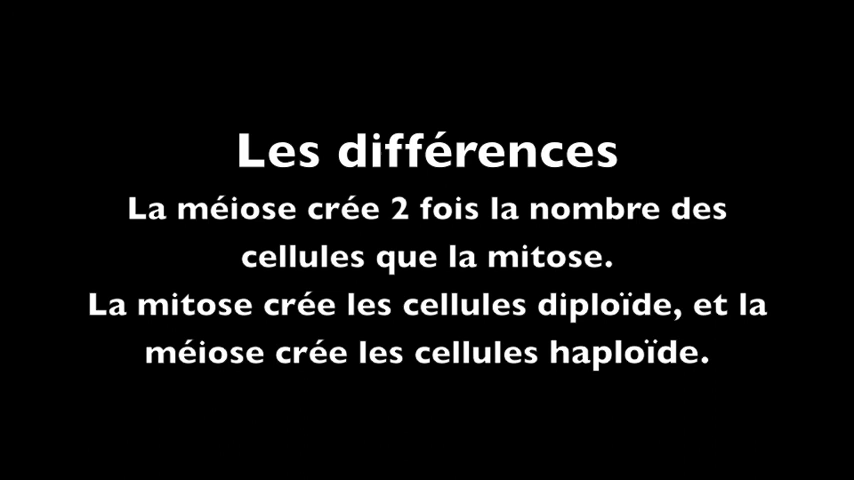 Les différences
La méiose crée 2 fois la nombre des
cellules que la mitose.
La mitose crée les cellules diploïde, et la
méiose crée les cellules haploïde.